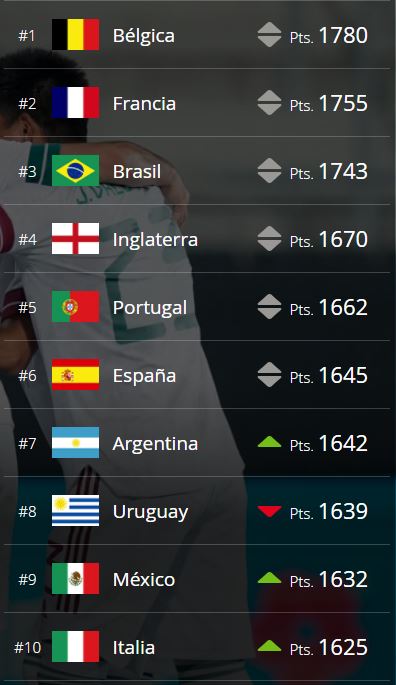 #1 Bélgica Pts. 1780
#2 Francia Pts. 1755
#3 Brasil Pts. 1743
#4 Inglaterra Pts. 1670
#5 Portugal Pts. 1662
#6 España Pts. 1645
#7 Argentina Pts. 1642
#8 Uruguay Pts. 1639
#9 México Pts. 1632
#10 Italia Pts. 1625